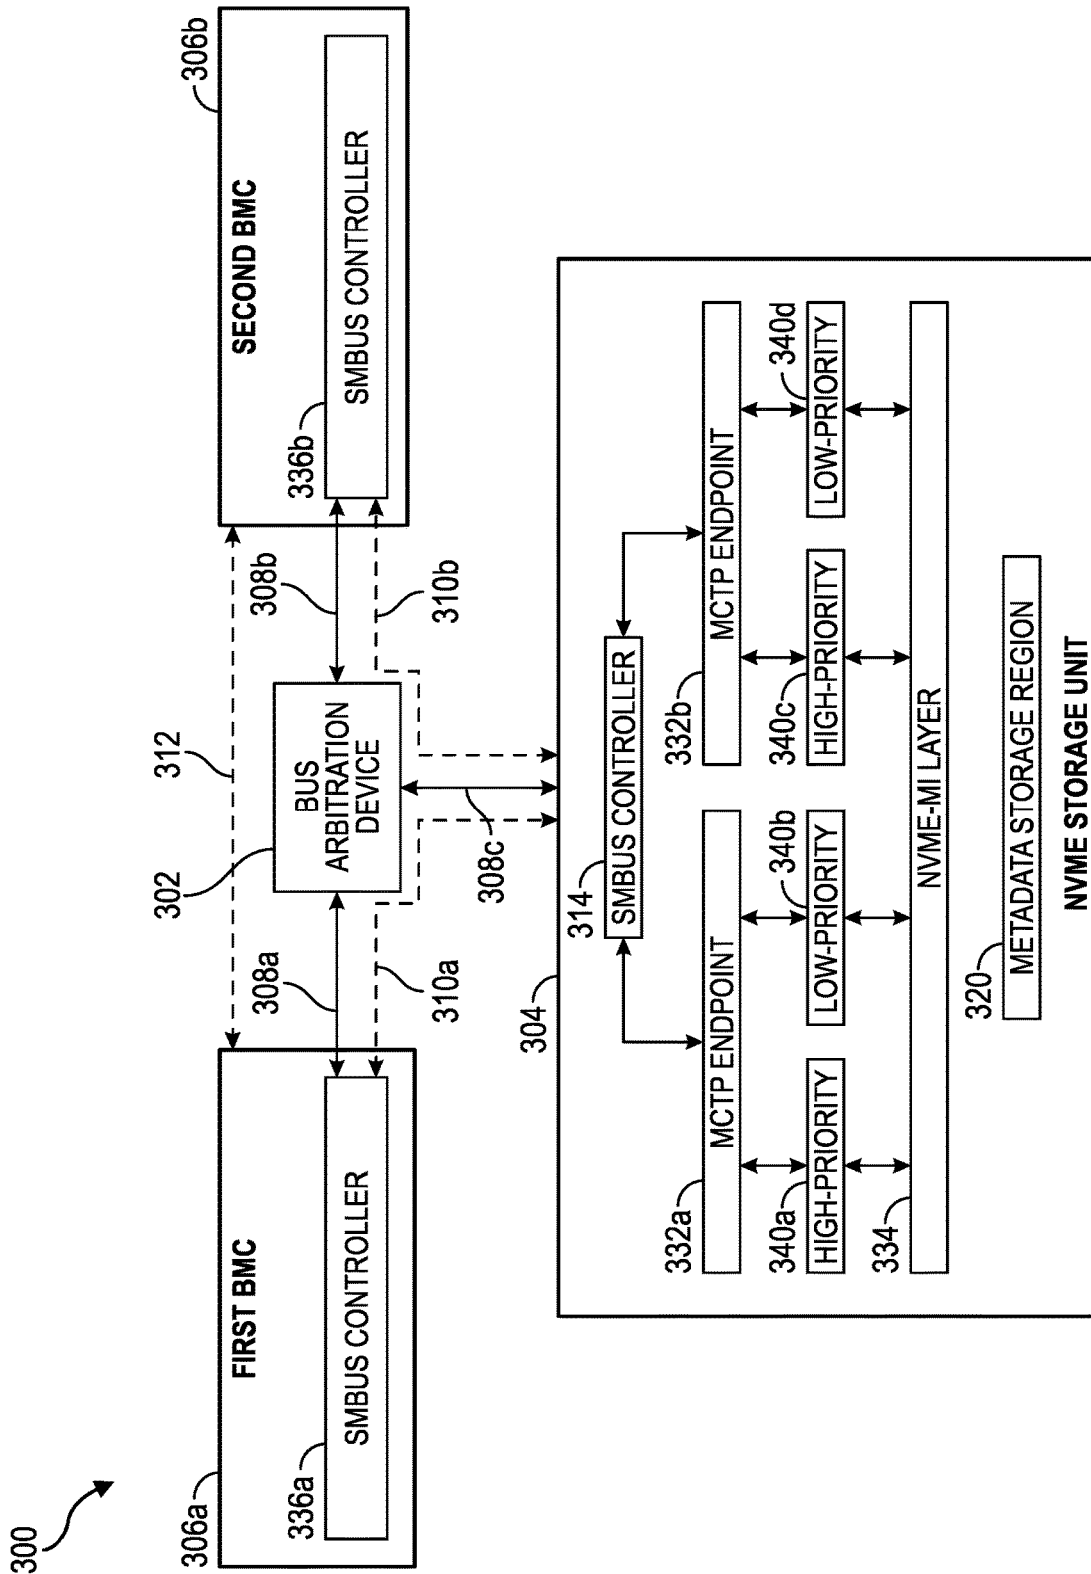 300
306a
FIRST BMC
336a
SMBUS CONTROLLER
312
302
BUS
ARBITRATION
DEVICE
308a
308b
308c
310a
310b
306b
SECOND BMC
336b
SMBUS CONTROLLER
304
314
SMBUS CONTROLLER
332a
MCTP ENDPOINT
332b
MCTP ENDPOINT
340a
HIGH-PRIORITY
340b
LOW-PRIORITY
340c
HIGH-PRIORITY
340d
LOW-PRIORITY
334
NVME-MI LAYER
320
METADATA STORAGE REGION
NVME STORAGE UNIT